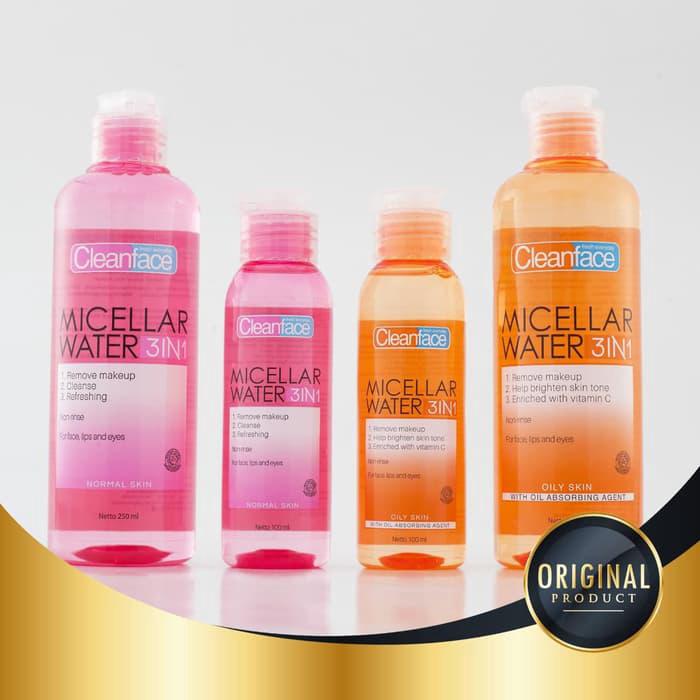 fresh everyday
Cleanface
MICELLAR
WATER 3IN1
1. Remove makeup
2. Cleanse
3. Refreshing
Non-rinse
For face, lips and eyes
NORMAL SKIN
Netto 250 ml
Cleanface
MICELLAR
WATER 3IN1
1. Remove makeup
2. Cleanse
3. Refreshing
Non-rinse
For face, lips and eyes
NORMAL SKIN
Netto 100 ml
Cleanface
MICELLAR
WATER 3IN1
1. Remove makeup
2. Help brighten skin tone
3. Enriched with vitamin C
Non-rinse
For face, lips and eyes
OILY SKIN
WITH OIL ABSORBING AGENT
Netto 100 ml
fresh everyday
Cleanface
MICELLAR
WATER 3IN1
1. Remove makeup
2. Help brighten skin tone
3. Enriched with vitamin C
Non-rinse
For face, lips and eyes
OILY SKIN
WITH OIL ABSORBING AGENT
ORIGINAL
PRODUCT